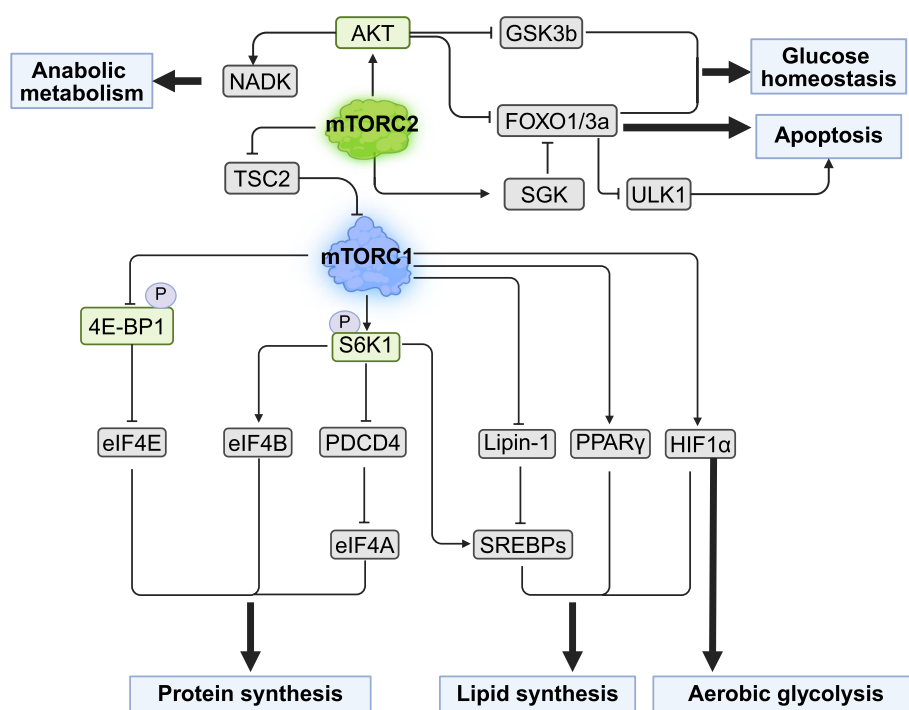 AKT
GSK3b
Anabolic
metabolism
NADK
Glucose
homeostasis
mTORC2
FOXO1/3a
Apoptosis
TSC2
SGK
ULK1
mTORC1
P
4E-BP1
P
S6K1
eIF4E
eIF4B
PDCD4
Lipin-1
PPARγ
HIF1α
eIF4A
SREBPs
Protein synthesis
Lipid synthesis
Aerobic glycolysis